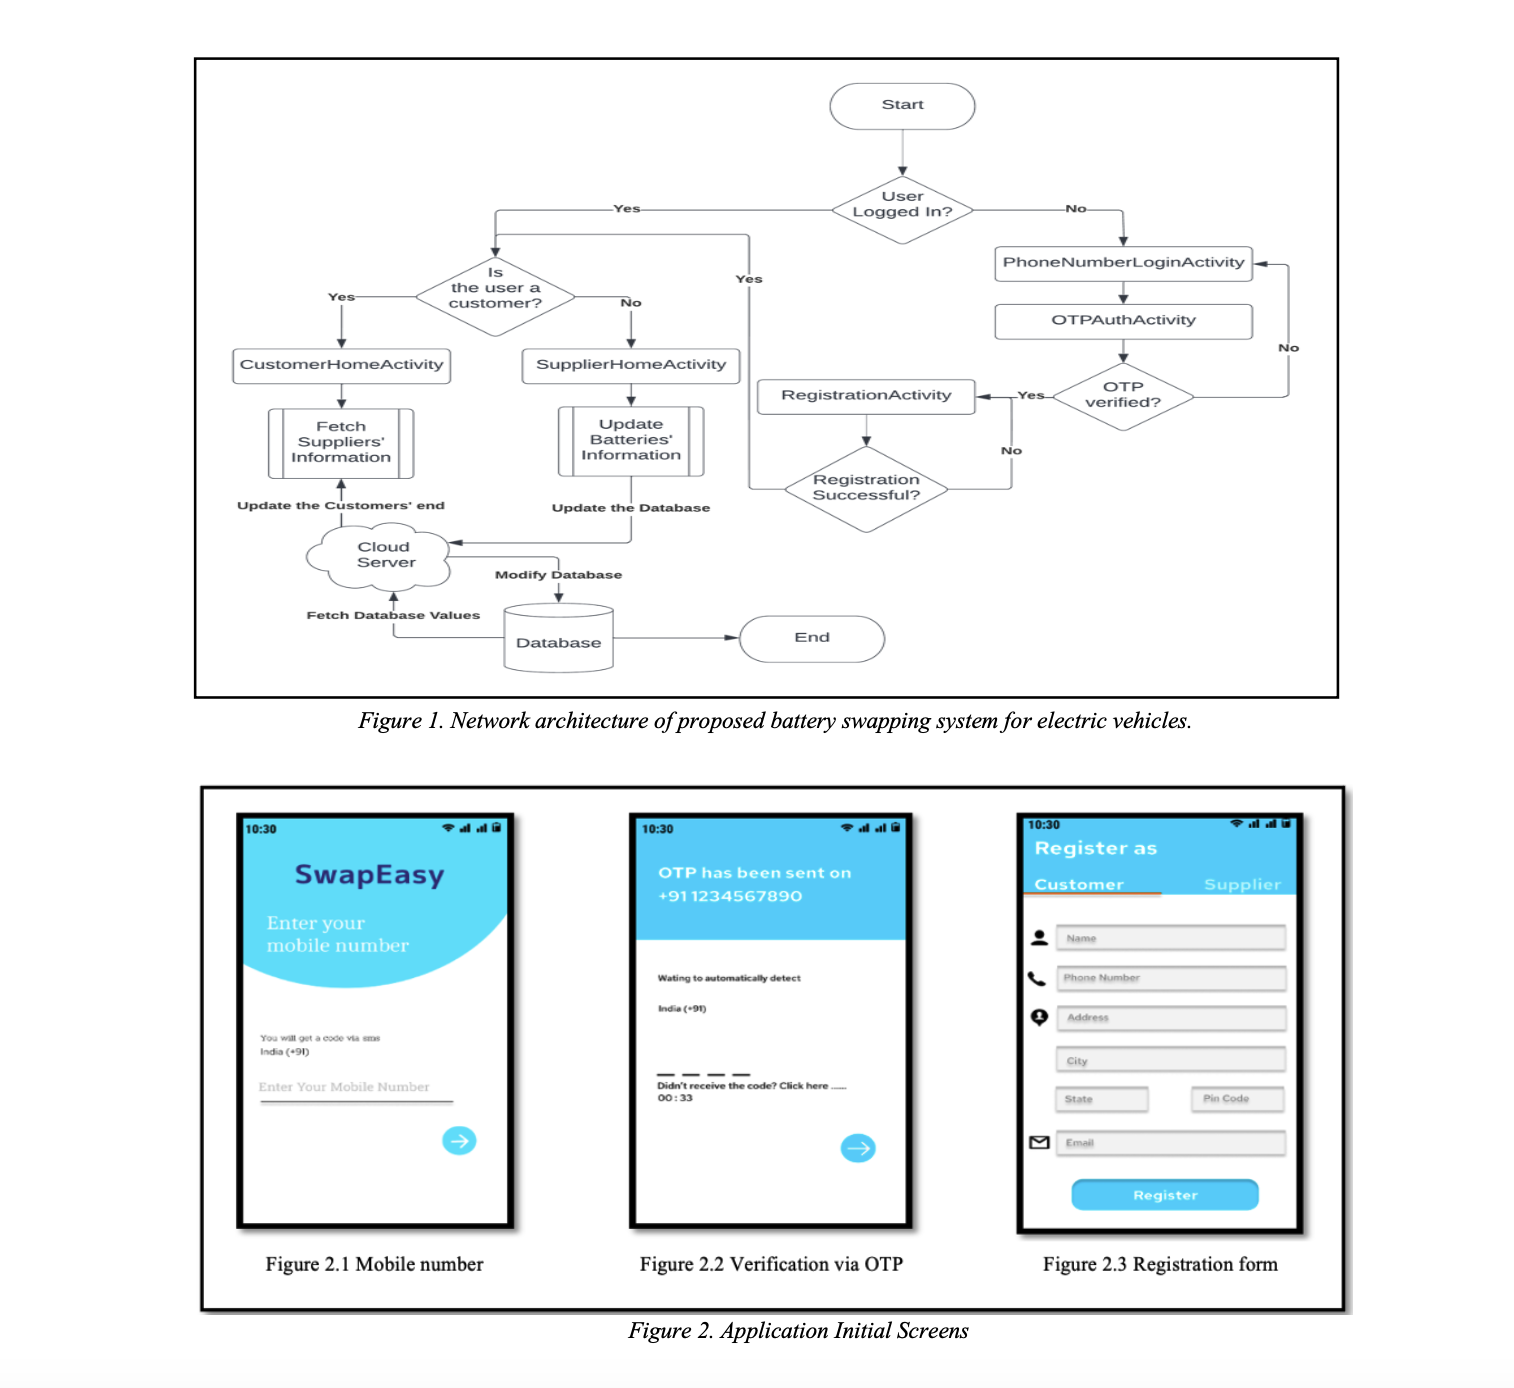 Start
User
Logged In?
Yes
No
PhoneNumberLoginActivity
Is
the user a
customer?
Yes
Yes
No
OTPAuthActivity
No
CustomerHomeActivity
SupplierHomeActivity
OTP
verified?
RegistrationActivity
Yes
Fetch
Suppliers'
Information
Update
Batteries'
Information
No
Registration
Successful?
Update the Customers' end
Update the Database
Cloud
Server
Modify Database
Fetch Database Values
Database
End
Figure 1. Network architecture of proposed battery swapping system for electric vehicles.
10:30
SwapEasy
Enter your
mobile number
You will get a code via sms
India (+91)
Enter Your Mobile Number
Figure 2.1 Mobile number
10:30
OTP has been sent on
+91 1234567890
Wating to automatically detect
India (+91)
Didn't receive the code? Click here .....
00 : 33
Figure 2.2 Verification via OTP
10:30
Register as
Customer Supplier
Name
Phone Number
Address
City
State Pin Code
Email
Register
Figure 2.3 Registration form
Figure 2. Application Initial Screens